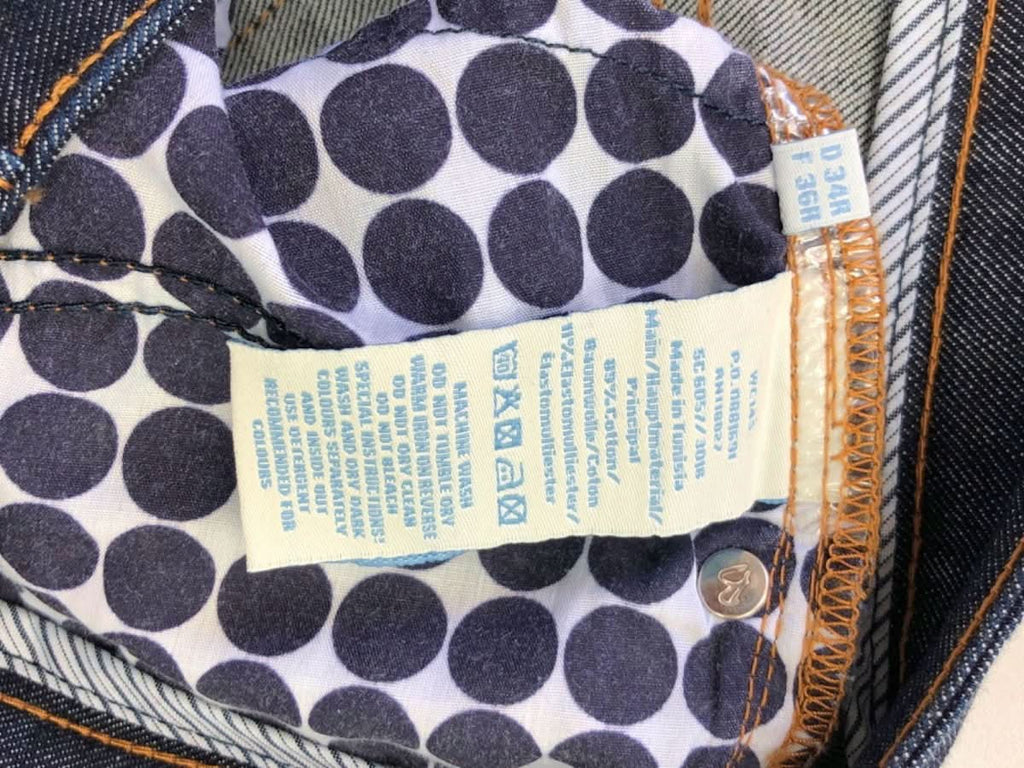 D 34R
F 36R
Made in Tunisia
Main/Hauptmaterial/
Principal
89%Cotton/
Baumwolle/Coton
11%Elastomultiester/
Élastomultiester
MACHINE WASH
DO NOT TUMBLE DRY
WARM IRON ON REVERSE
DO NOT DRY CLEAN
DO NOT BLEACH
SPECIAL INSTRUCTIONS:
WASH AND DRY DARK
COLOURS SEPARATELY
AND INSIDE OUT
USE DETERGENT
RECOMMENDED FOR
COLOURS